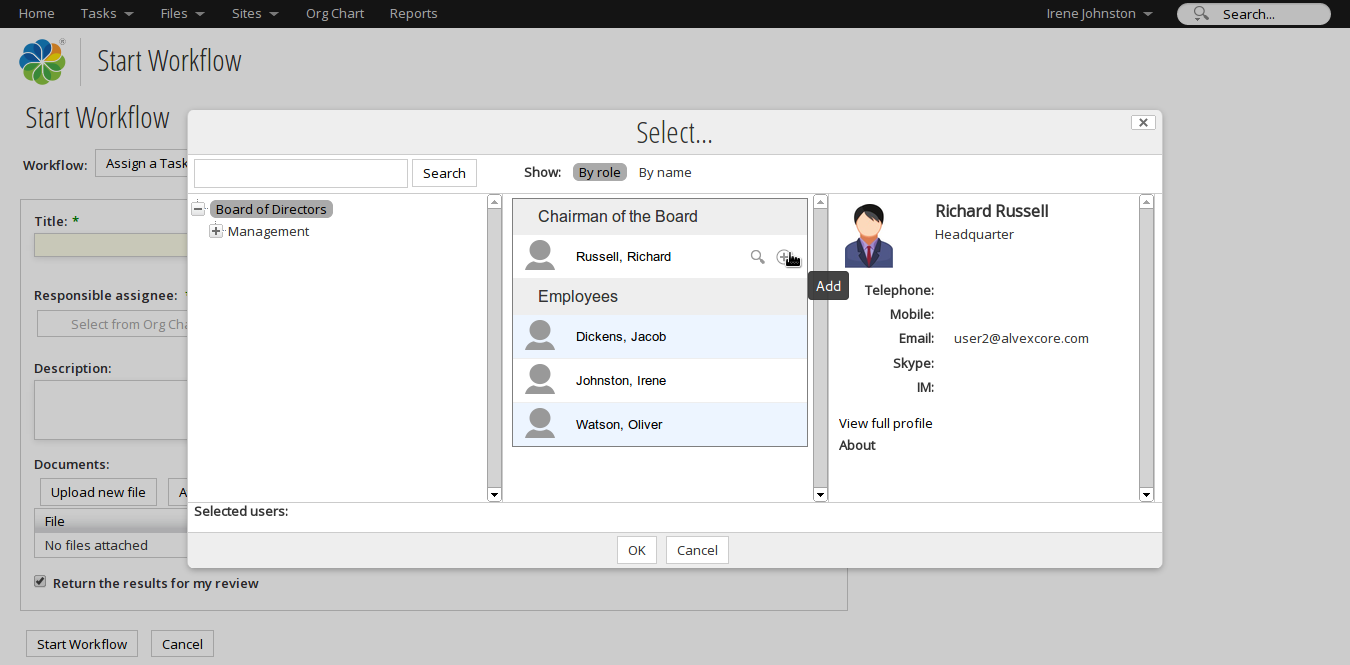 Home Tasks Files Sites Org Chart Reports Irene Johnston Search...
® Start Workflow
Start Workflow
Workflow: Assign a Task
Title: *
Responsible assignee: *
Select from Org Cha
Description:
Documents:
Upload new file A
File
No files attached
Return the results for my review
Start Workflow Cancel
Select...
Search Show: By role By name
Board of Directors
Management
Chairman of the Board
Russell, Richard
Add
Employees
Dickens, Jacob
Johnston, Irene
Watson, Oliver
Richard Russell
Headquarter
Telephone:
Mobile:
Email: user2@alvexcore.com
Skype:
IM:
View full profile
About
Selected users:
OK Cancel